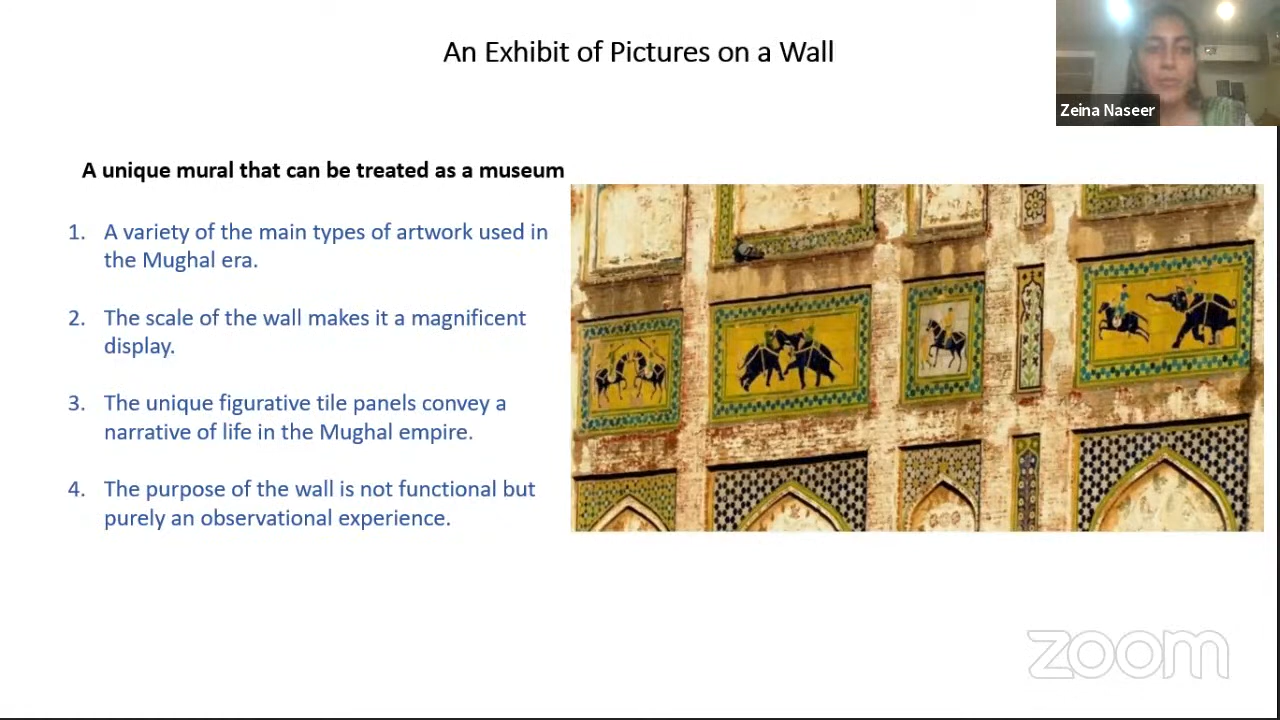 An Exhibit of Pictures on a Wall
Zeina Naseer
A unique mural that can be treated as a museum
1. A variety of the main types of artwork used in
the Mughal era.
2. The scale of the wall makes it a magnificent
display.
3. The unique figurative tile panels convey a
narrative of life in the Mughal empire.
4. The purpose of the wall is not functional but
purely an observational experience.
zoom